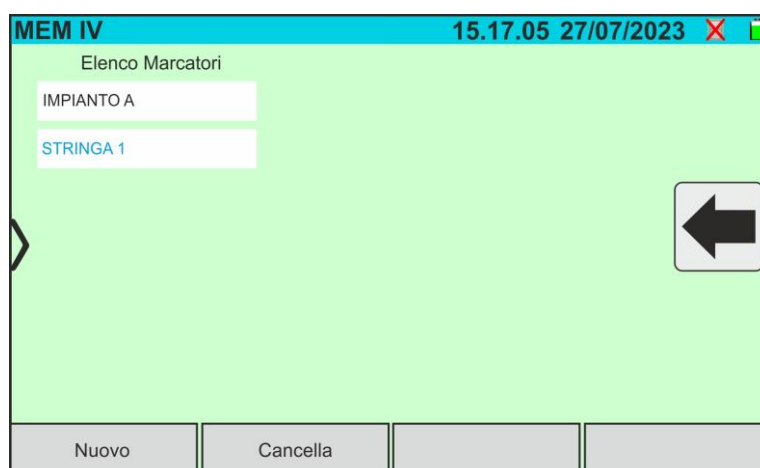 MEM IV 15.17.05 27/07/2023
Elenco Marcatori
IMPIANTO A
STRINGA 1
Nuovo Cancella